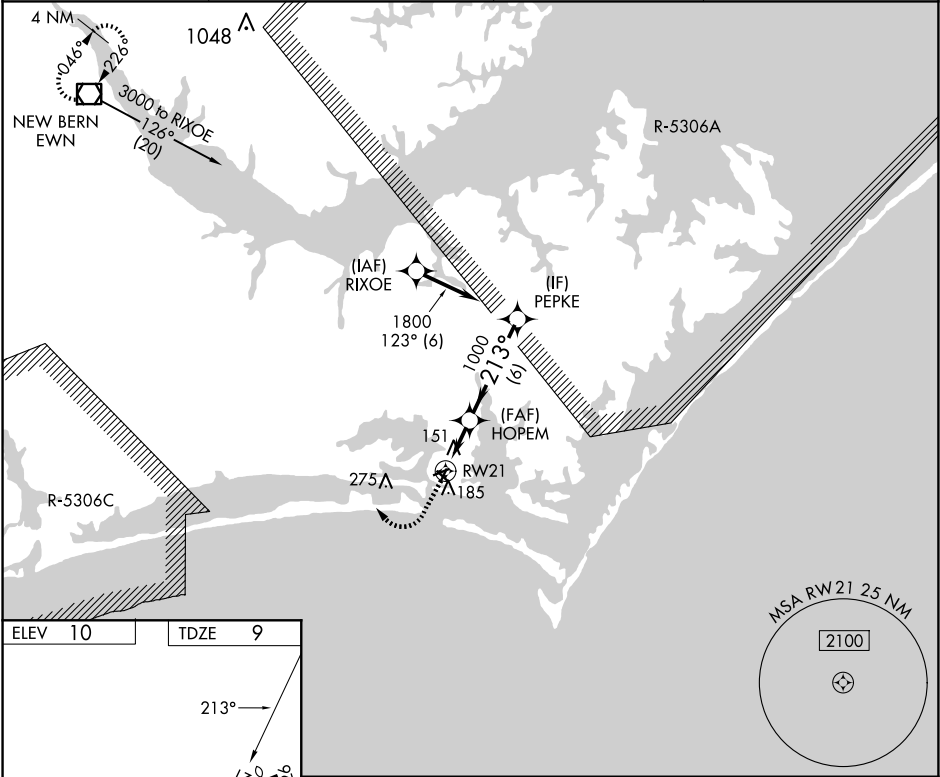 4 NM
046°
226°
1048
NEW BERN
EWN
3000 to RIXOE
126°
(20)
R-5306A
(IAF)
RIXOE
(IF)
PEPKE
1800
123° (6)
1000
213°
(6)
(FAF)
HOPEM
151
RW21
275
185
R-5306C
MSA RW21 25 NM
2100
ELEV 10
TDZE 9
213°